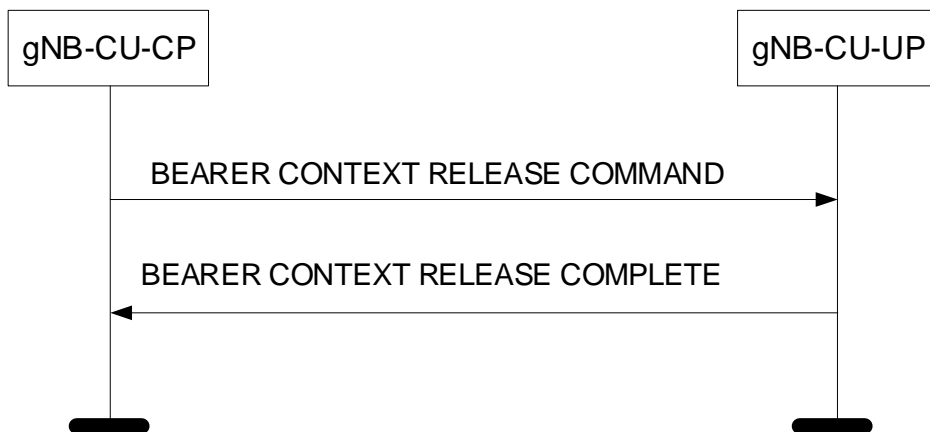 gNB-CU-CP
gNB-CU-UP
BEARER CONTEXT RELEASE COMMAND
BEARER CONTEXT RELEASE COMPLETE